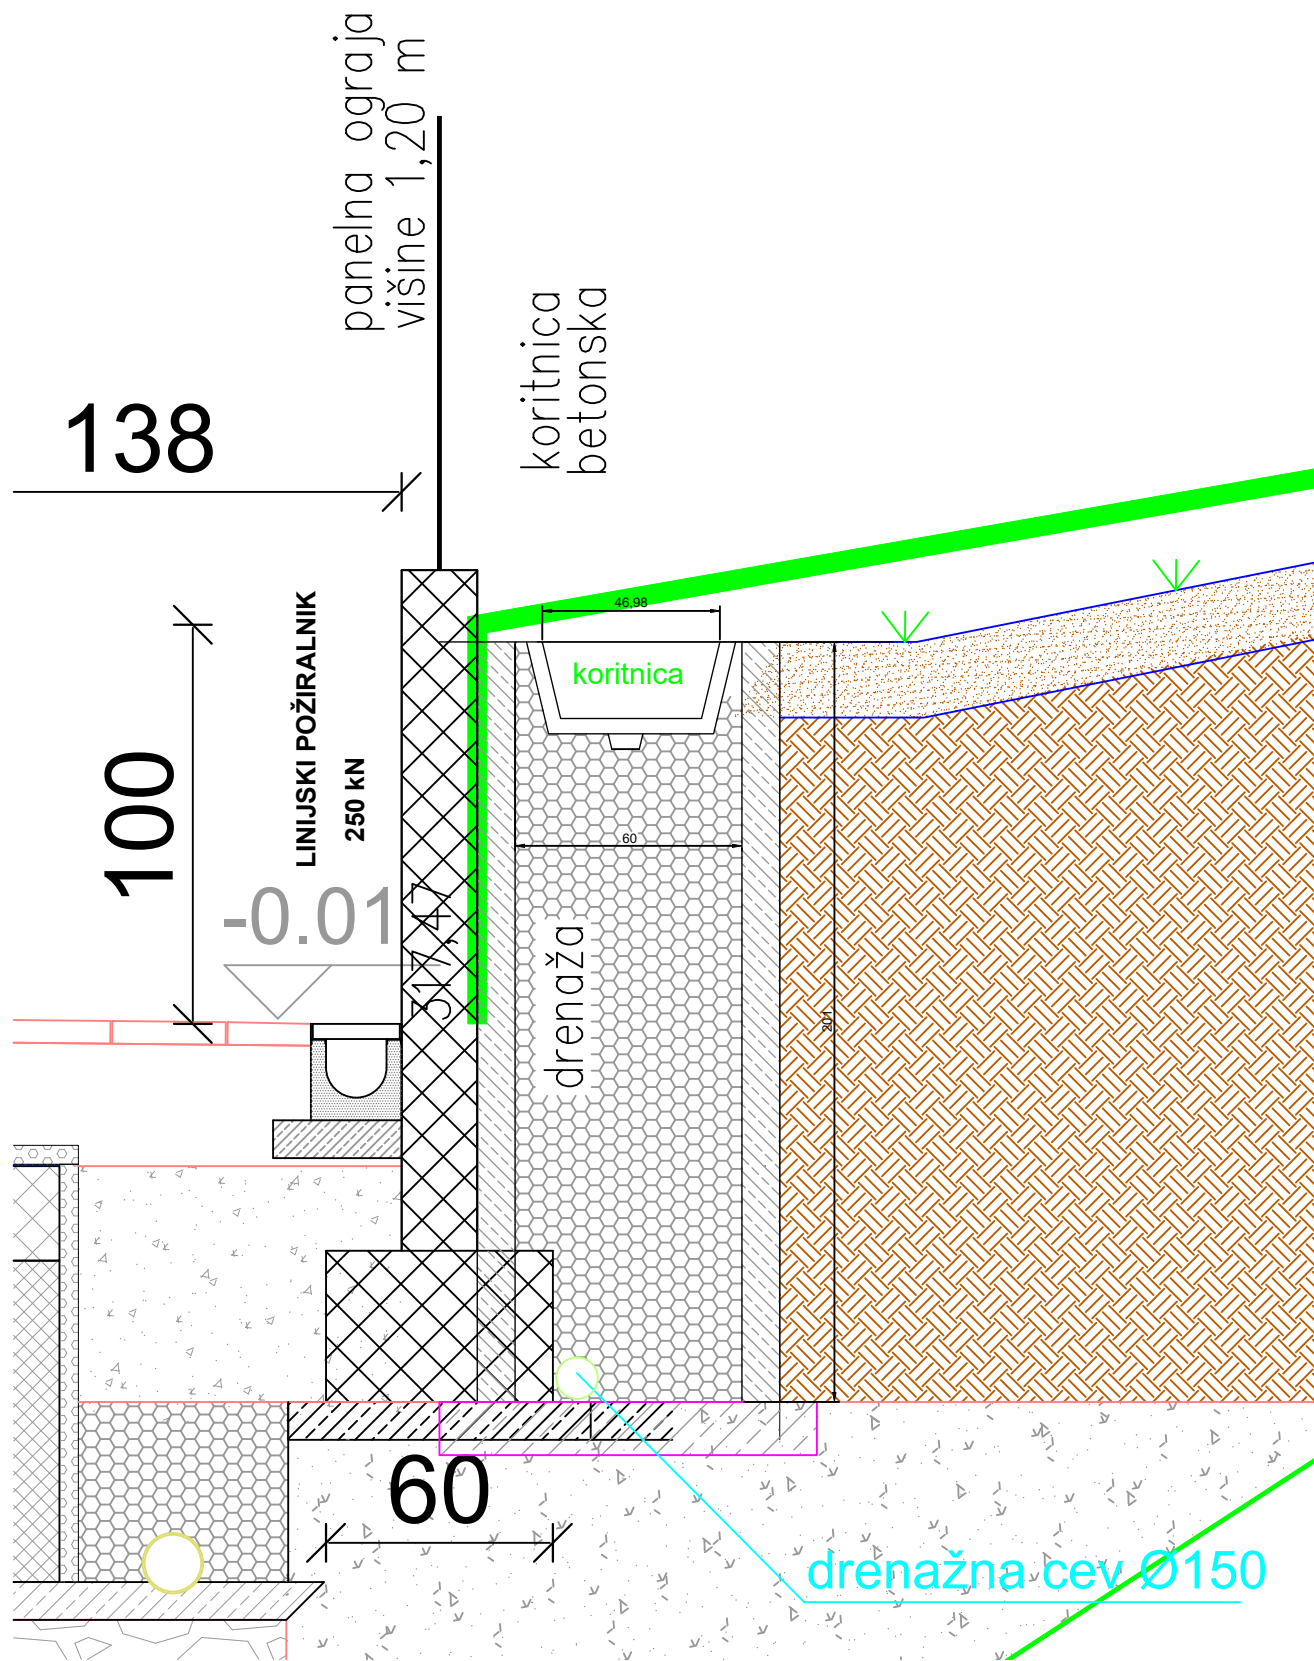 panelna ograja
višine 1,20 m
koritnica
betonska
138
46,98
koritnica
LINIJSKI POŽIRALNIK
250 kN
100
60
-0.01
317,47
drenaža
201
60
drenažna cev Ø150